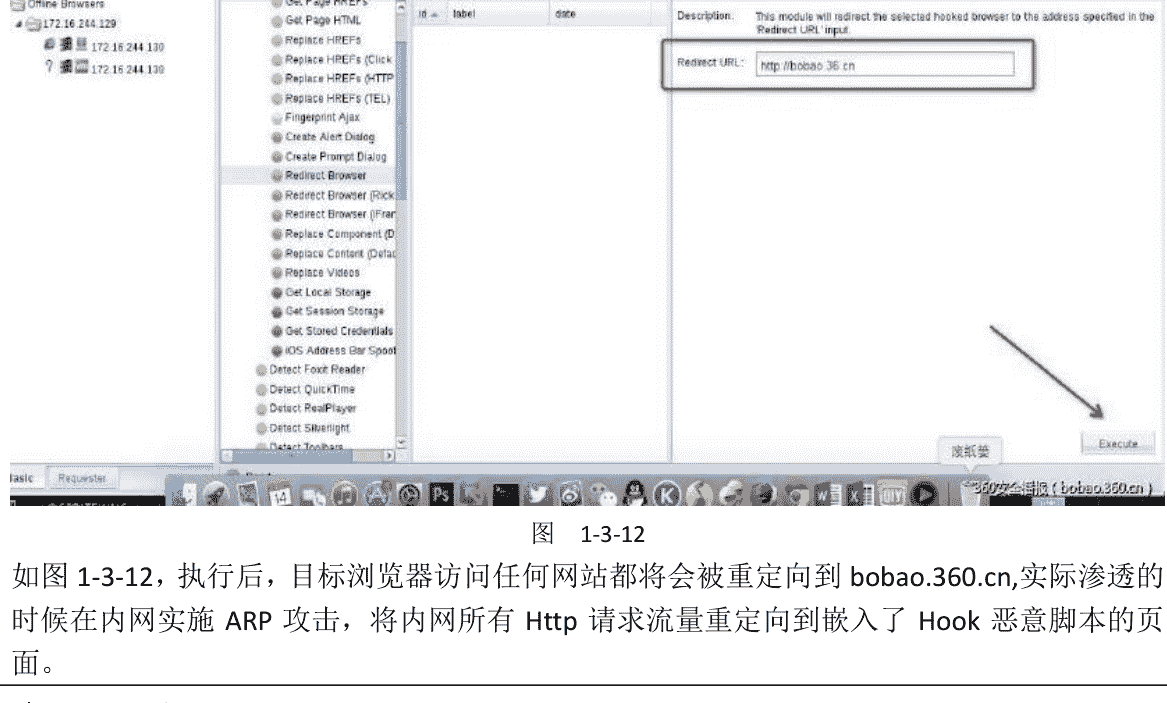 Offline Browsers
172.16.244.129
172.16.244.130
172.16.244.130
Get Page HREFs
Get Page HTML
Replace HREFs
Replace HREFs (Click
Replace HREFs (HTTP
Replace HREFs (TEL)
Fingerprint Ajax
Create Alert Dialog
Create Prompt Dialog
Redirect Browser
Redirect Browser (Rick
Redirect Browser (iFran
Replace Component (D
Replace Content (Defac
Replace Videos
Get Local Storage
Get Session Storage
Get Stored Credentials
iOS Address Bar Spoof
Detect Foxit Reader
Detect QuickTime
Detect RealPlayer
Detect Silverlight
Detect Toolbars
id label date
Description: This module will redirect the selected hooked browser to the address specified in the
'Redirect URL' input.
Redirect URL: http://bobao.36.cn
Execute
废纸篓
Basic Requester
14
Ps
K
W
X
DIY
360安全播报（bobao.360.cn）
图 1-3-12
如图 1-3-12，执行后，目标浏览器访问任何网站都将会被重定向到 bobao.360.cn,实际渗透的
时候在内网实施 ARP 攻击，将内网所有 Http 请求流量重定向到嵌入了 Hook 恶意脚本的页
面。